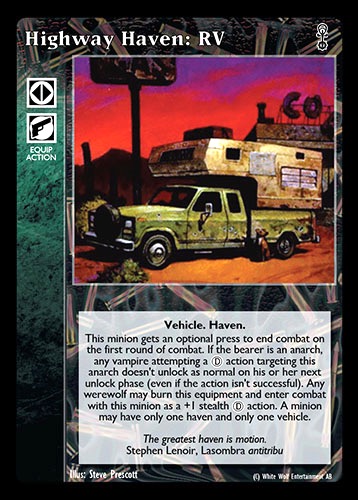 Highway Haven: RV
EQUIP
ACTION
Vehicle. Haven.
This minion gets an optional press to end combat on
the first round of combat. If the bearer is an anarch,
any vampire attempting a Ⓓ action targeting this
anarch doesn't unlock as normal on his or her next
unlock phase (even if the action isn't successful). Any
werewolf may burn this equipment and enter combat
with this minion as a +1 stealth Ⓓ action. A minion
may have only one haven and only one vehicle.
The greatest haven is motion.
Stephen Lenoir, Lasombra antitribu
Illus: Steve Prescott
(C) White Wolf Entertainment AB